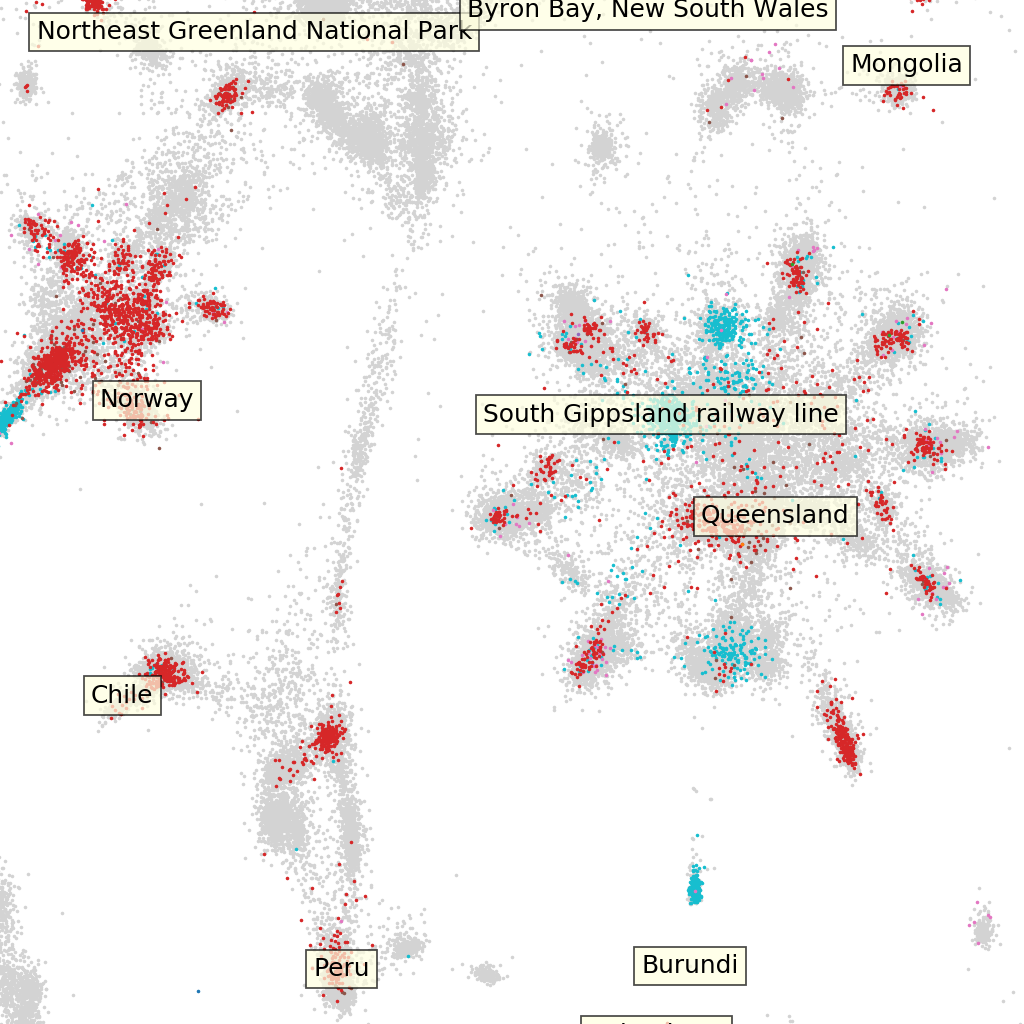 Byron Bay, New South Wales
Northeast Greenland National Park
Mongolia
Norway
South Gippsland railway line
Queensland
Chile
Peru
Burundi